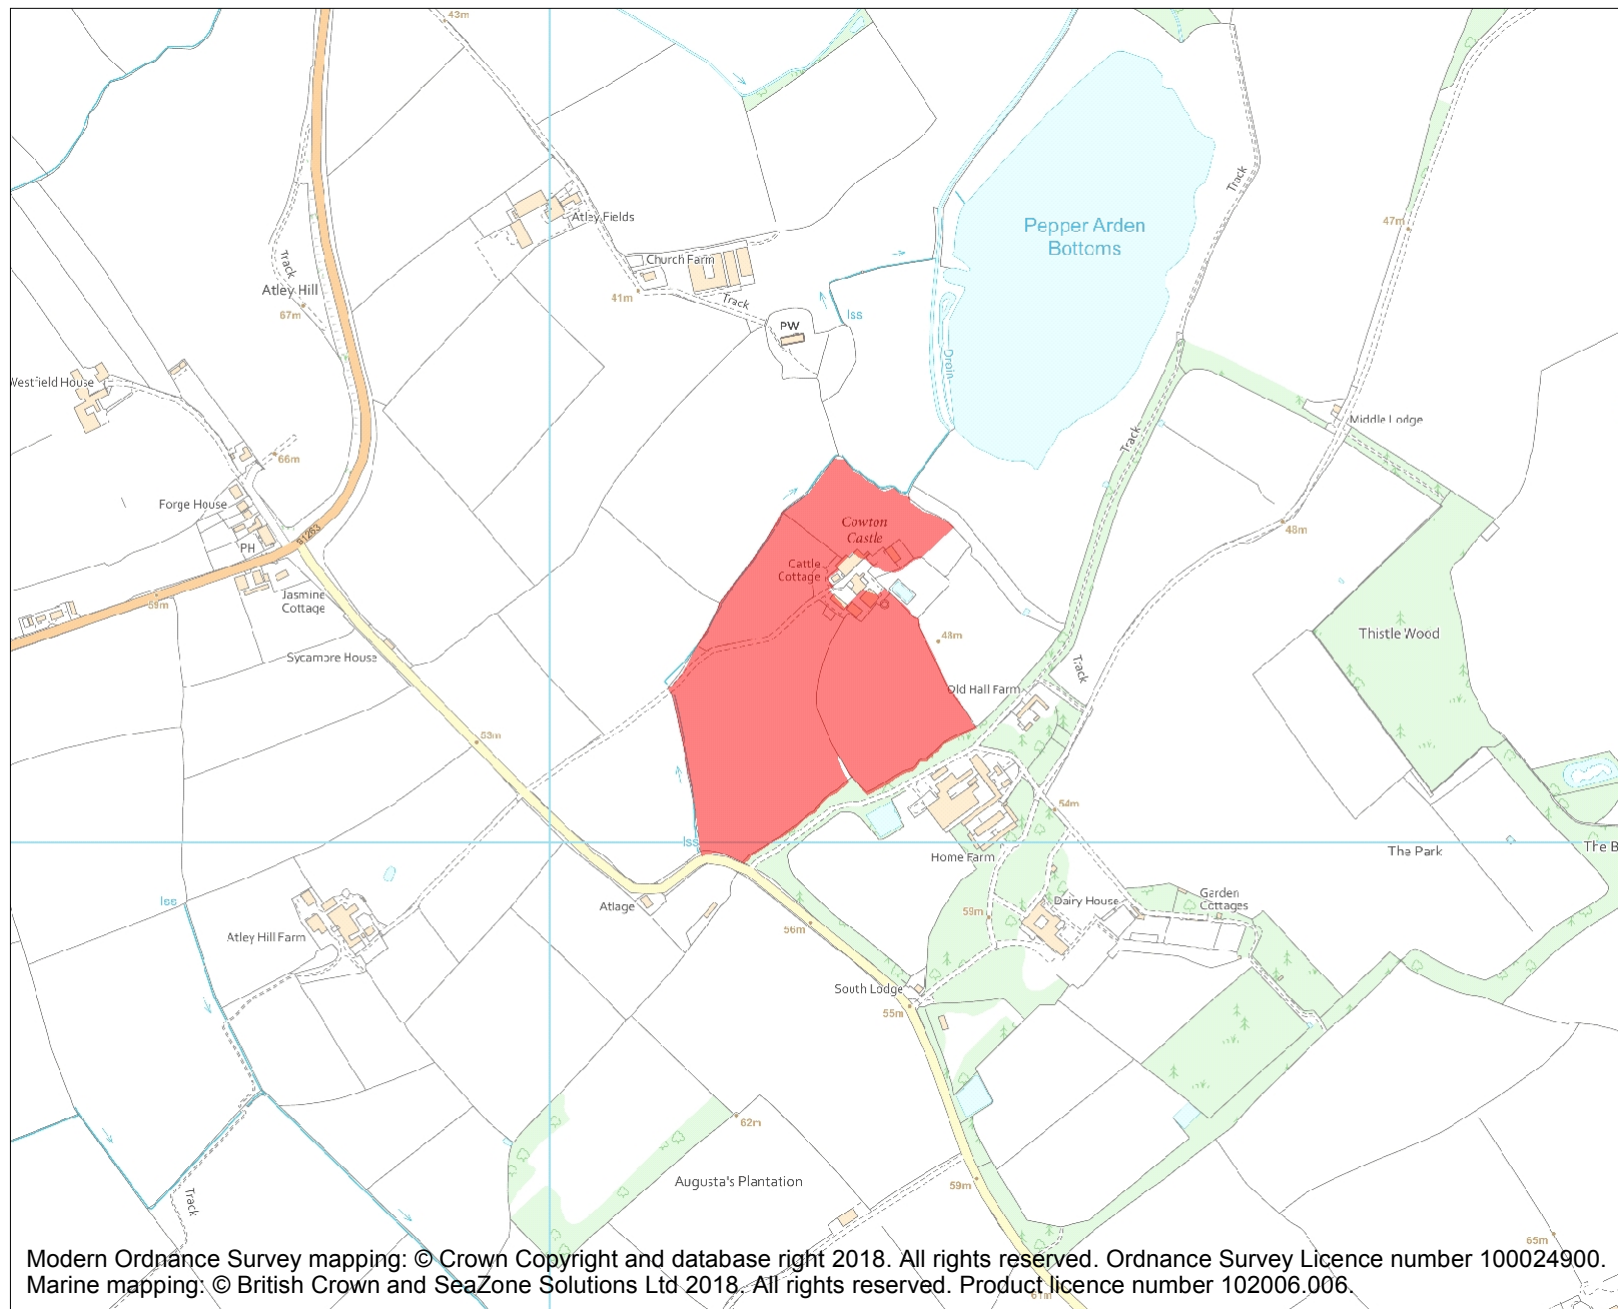 43m
Pepper Arden
Bottoms
Track
47m
Atley Fields
Church Farm
Track
Atley Hill
67m
41m
Track
Iss
PW
Drain
Westfield House
Middle Lodge
Track
66m
Forge House
B1263
PH
59m
Jasmine
Cottage
Sycamore House
Cowton
Castle
Cattle
Cottage
48m
48m
Thistle Wood
Old Hall Farm
Track
53m
54m
Iss
Home Farm
The Park
The B
Iss
Atlage
56m
59m
Dairy House
Garden
Cottages
Atley Hill Farm
South Lodge
55m
62m
Augusta's Plantation
59m
Track
65m
Modern Ordnance Survey mapping: © Crown Copyright and database right 2018. All rights reserved. Ordnance Survey Licence number 100024900.
Marine mapping: © British Crown and SeaZone Solutions Ltd 2018. All rights reserved. Product licence number 102006.006.
61m